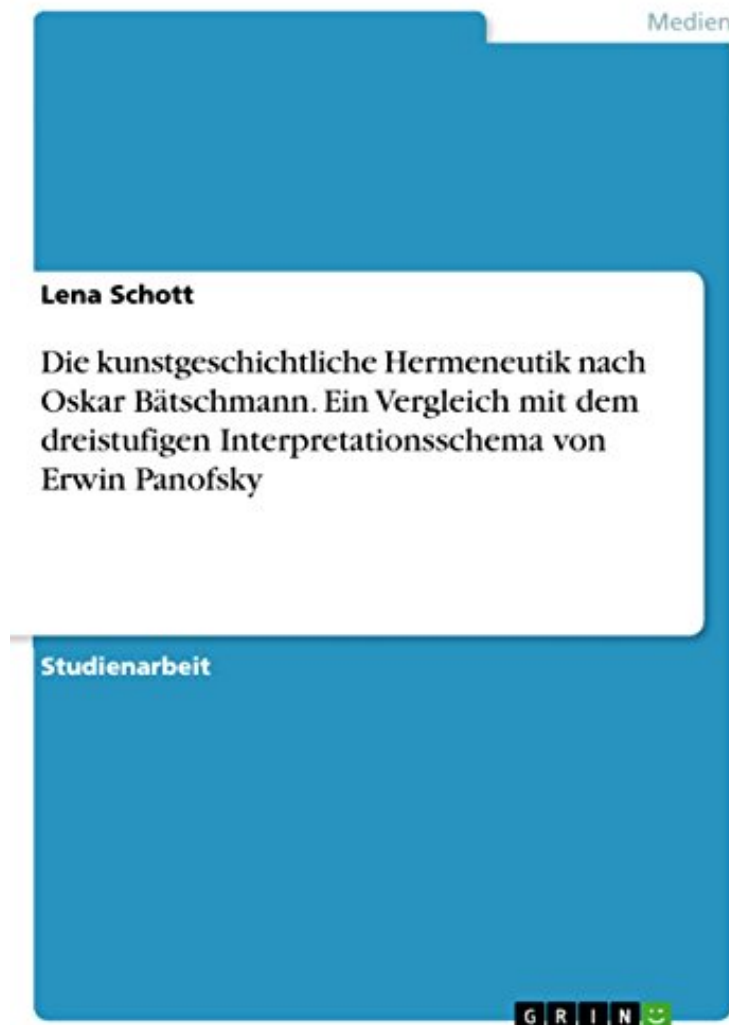 Medien
Lena Schott
Die kunstgeschichtliche Hermeneutik nach
Oskar Bätschmann. Ein Vergleich mit dem
dreistufigen Interpretationsschema von
Erwin Panofsky
Studienarbeit
GRIN